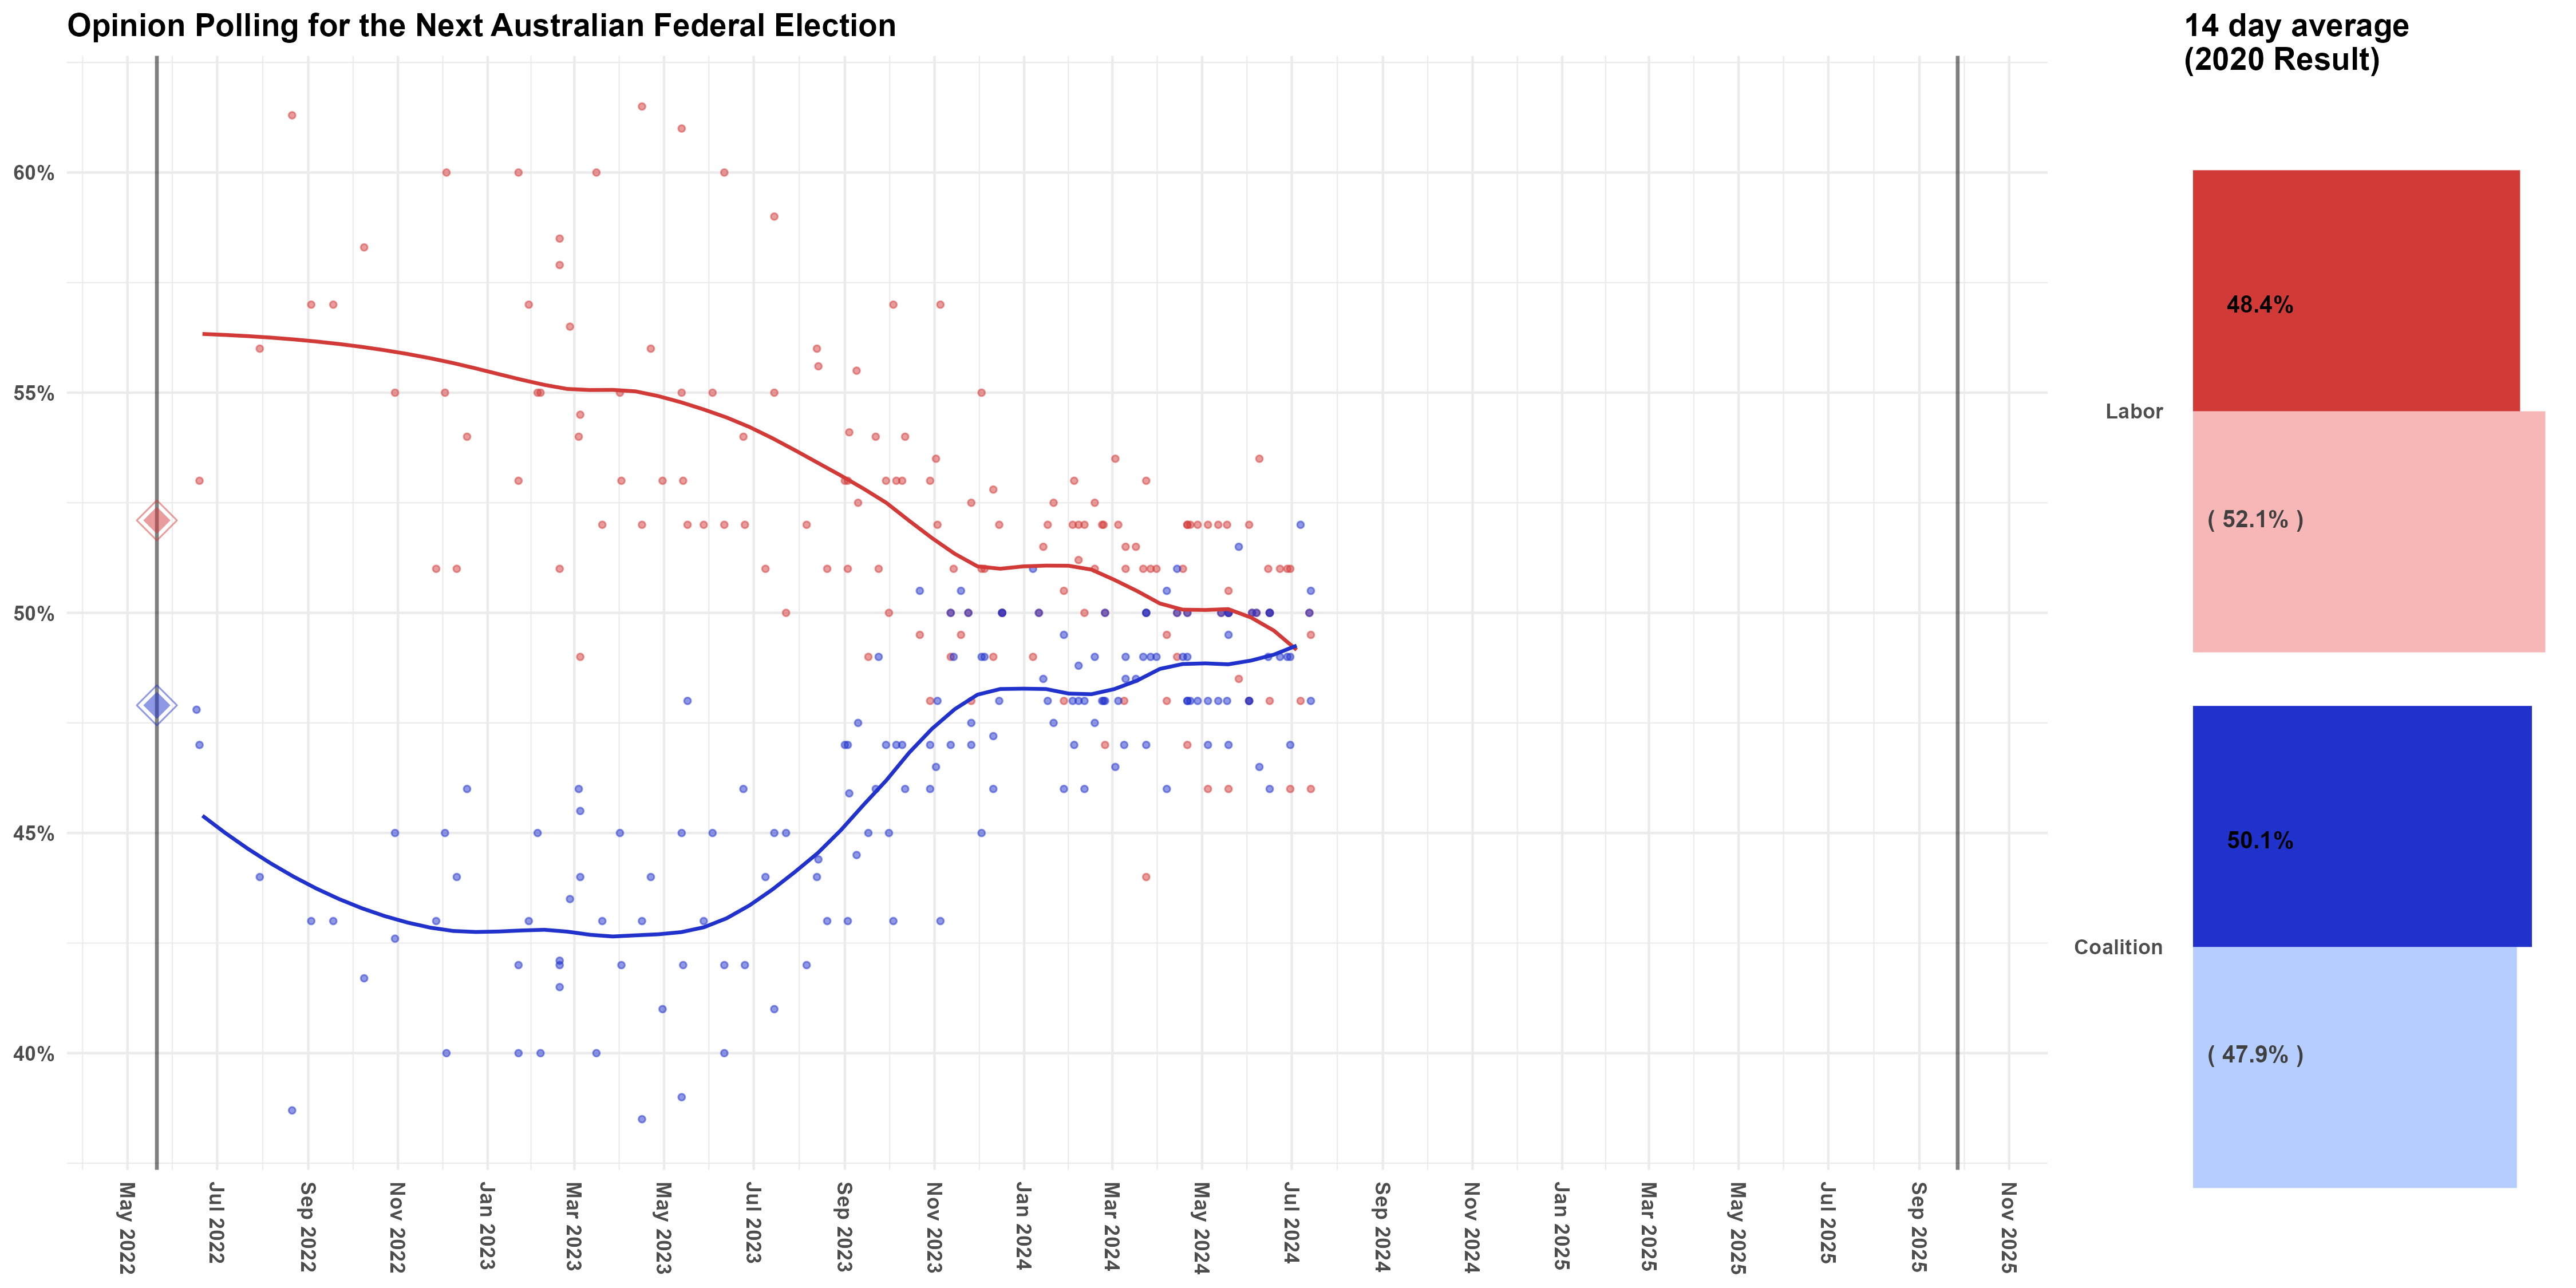 Opinion Polling for the Next Australian Federal Election
14 day average
(2020 Result)
60%
55%
50%
45%
40%
May 2022
Jul 2022
Sep 2022
Nov 2022
Jan 2023
Mar 2023
May 2023
Jul 2023
Sep 2023
Nov 2023
Jan 2024
Mar 2024
May 2024
Jul 2024
Sep 2024
Nov 2024
Jan 2025
Mar 2025
May 2025
Jul 2025
Sep 2025
Nov 2025
Labor
48.4%
( 52.1% )
Coalition
50.1%
( 47.9% )